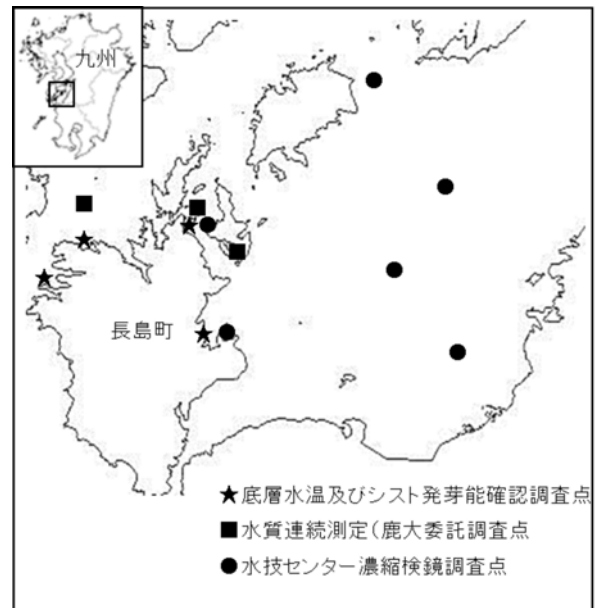 九州
長島町
★底層水温及びシスト発芽能確認調査点
■水質連続測定(鹿大委託調査点
●水技センター濃縮検鏡調査点